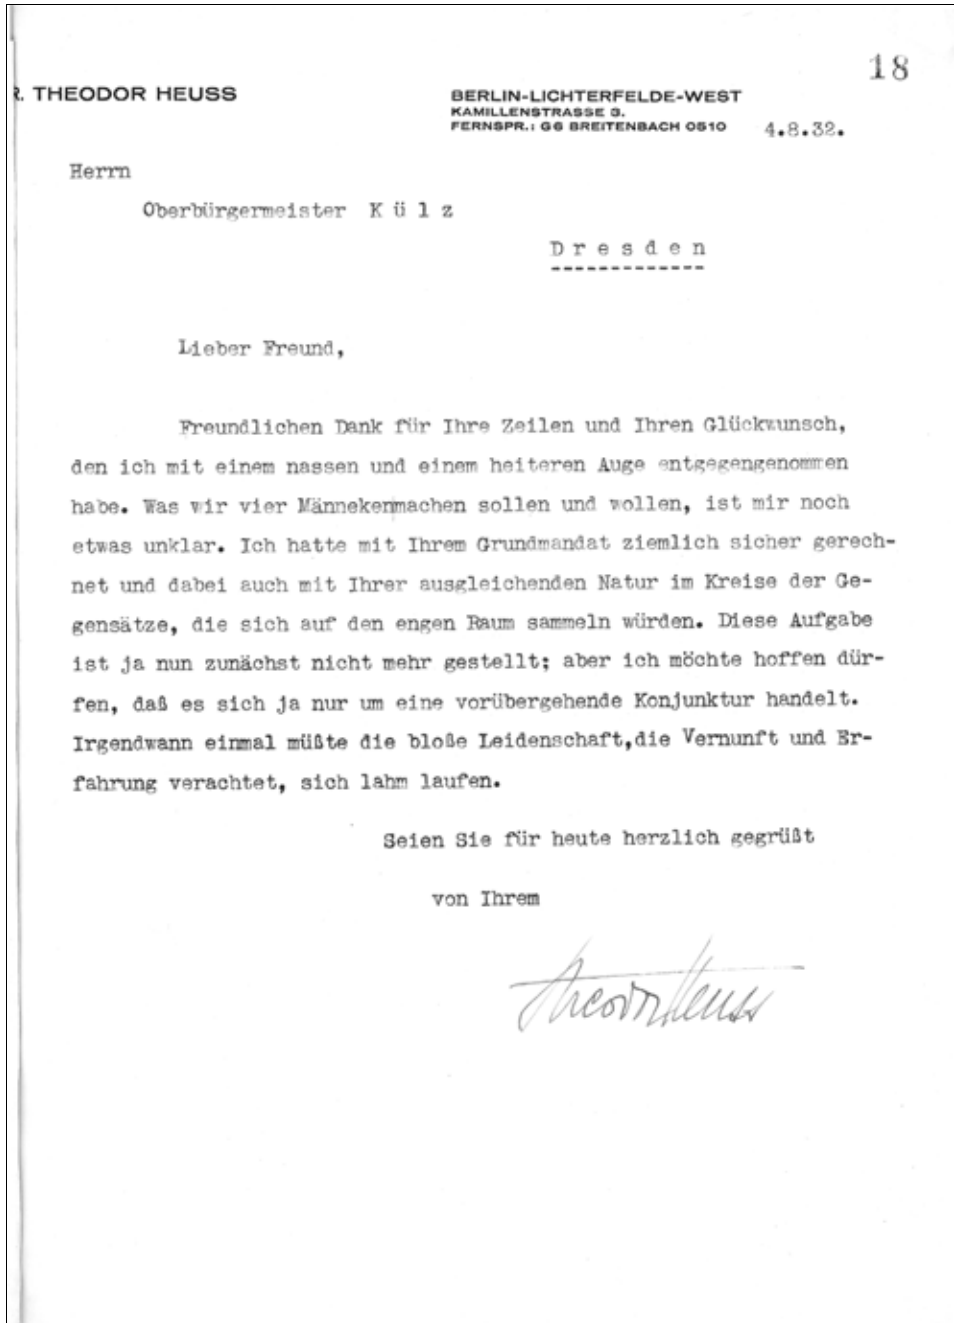 18
R. THEODOR HEUSS
BERLIN-LICHTERFELDE-WEST
KAMILLENSTRASSE 3.
FERNSPR.: G6 BREITENBACH 0510
4.8.32.
Herrn
Oberbürgermeister K ü l z
D r e s d e n
-------------
Lieber Freund,
Freundlichen Dank für Ihre Zeilen und Ihren Glückwunsch,
den ich mit einem nassen und einem heiteren Auge entgegengenommen
habe. Was wir vier Männekenmachen sollen und wollen, ist mir noch
etwas unklar. Ich hatte mit Ihrem Grundmandat ziemlich sicher gerech-
net und dabei auch mit Ihrer ausgleichenden Natur im Kreise der Ge-
gensätze, die sich auf den engen Raum sammeln würden. Diese Aufgabe
ist ja nun zunächst nicht mehr gestellt; aber ich möchte hoffen dür-
fen, daß es sich ja nur um eine vorübergehende Konjunktur handelt.
Irgendwann einmal müßte die bloße Leidenschaft,die Vernunft und Er-
fahrung verachtet, sich lahm laufen.
Seien Sie für heute herzlich gegrüßt
von Ihrem
Theodor Heuss